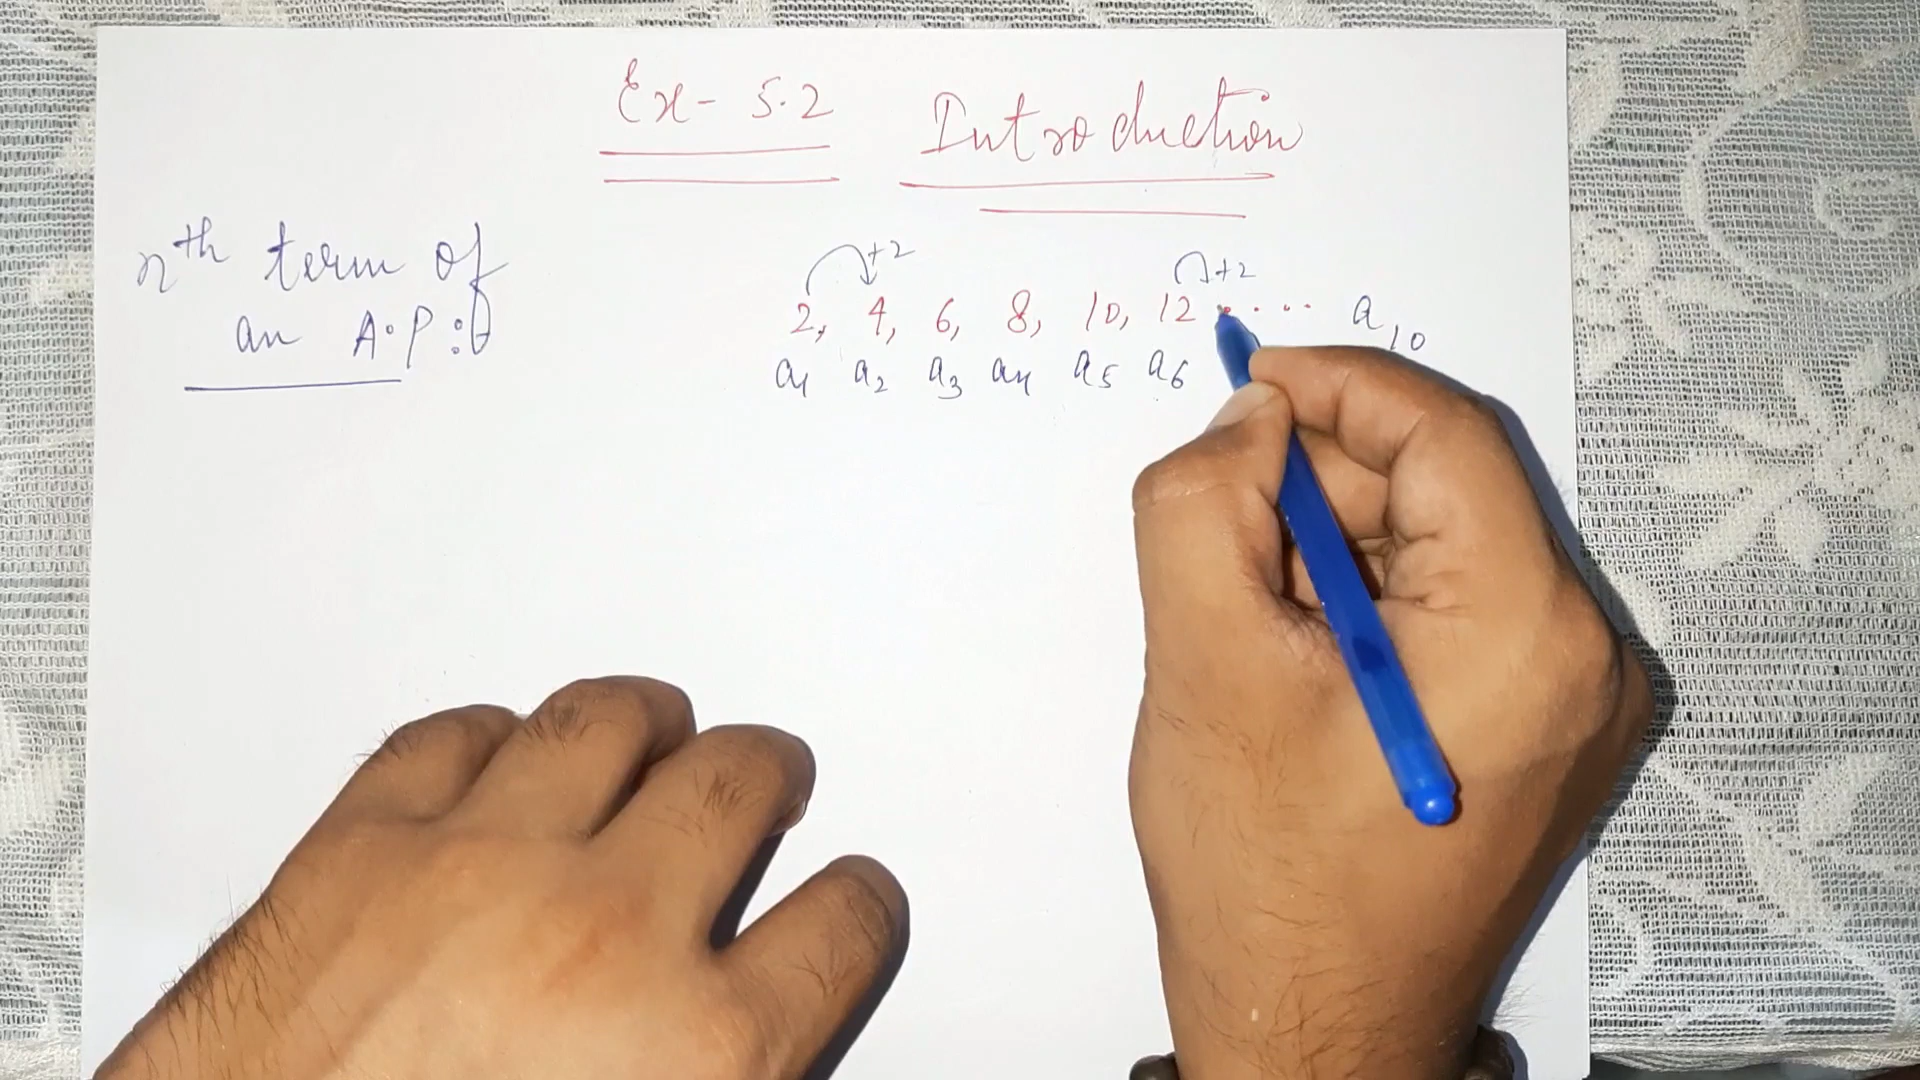 Ex- 5.2 Introduction
nth term of
an A.P:θ
+2 +2
2, 4, 6, 8, 10, 12 .... a10
a1 a2 a3 a4 a5 a6